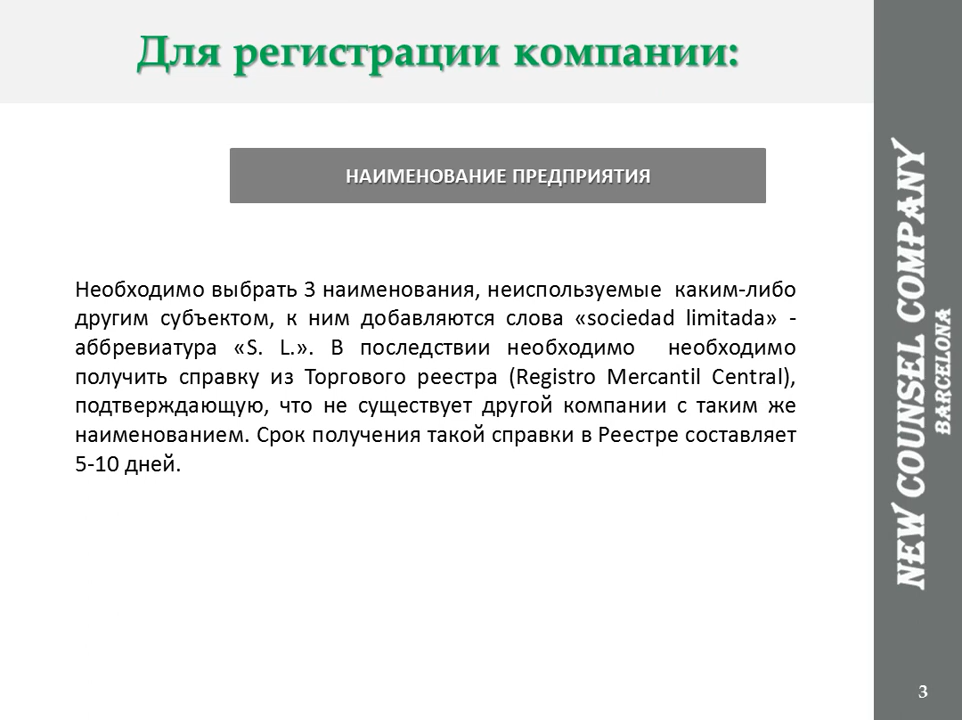 Для регистрации компании:
НАИМЕНОВАНИЕ ПРЕДПРИЯТИЯ
Необходимо выбрать 3 наименования, неиспользуемые каким-либо
другим субъектом, к ним добавляются слова «sociedad limitada» -
аббревиатура «S. L.». В последствии необходимо необходимо
получить справку из Торгового реестра (Registro Mercantil Central),
подтверждающую, что не существует другой компании с таким же
наименованием. Срок получения такой справки в Реестре составляет
5-10 дней.
NEW COUNSEL COMPANY
BARCELONA
3